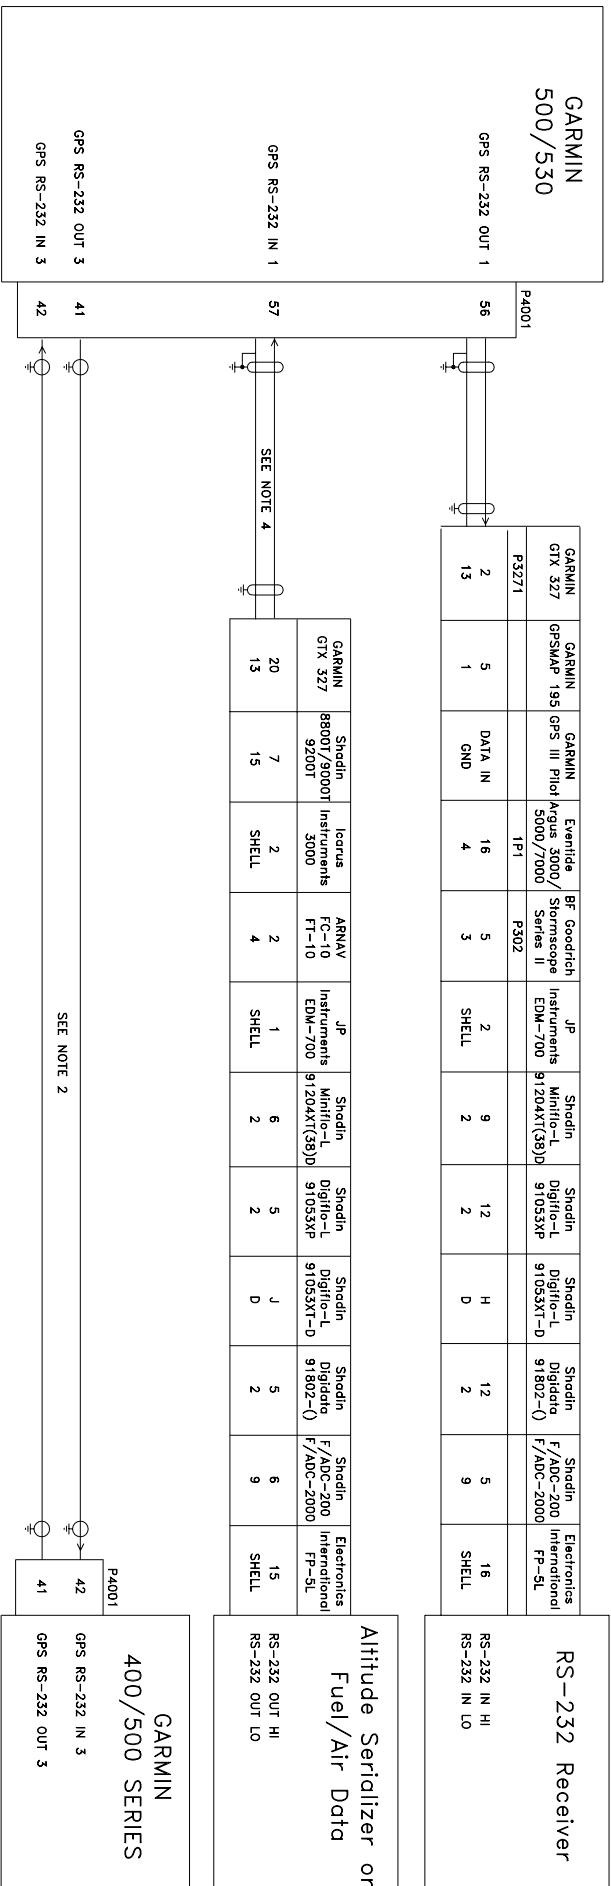 GARMIN
500/530
GPS RS-232 OUT 1
GPS RS-232 IN 1
GPS RS-232 OUT 3
GPS RS-232 IN 3
P4001
56
57
41
42
SEE NOTE 4
SEE NOTE 2
GARMIN
GTX 327
P3271
2
13
GARMIN
GPSMAP 195
5
1
GARMIN
GPS III Pilot
DATA IN
GND
Eventide
Argus 3000/
5000/7000
1P1
16
4
BF Goodrich
Stormscope
Series II
P302
5
3
JP
Instruments
EDM-700
2
SHELL
Shadin
Miniflo-L
91204XT(38)D
9
2
Shadin
Digiflo-L
91053XP
12
2
Shadin
Digiflo-L
91053XT-D
H
D
Shadin
Digidata
91802-()
12
2
Shadin
F/ADC-200
F/ADC-2000
5
9
Electronics
International
FP-5L
16
SHELL
RS-232 Receiver
RS-232 IN HI
RS-232 IN LO
GARMIN
GTX 327
20
13
Shadin
8800T/9000T
9200T
7
15
Icarus
Instruments
3000
2
SHELL
ARNAV
FC-10
FT-10
2
4
JP
Instruments
EDM-700
1
SHELL
Shadin
Miniflo-L
91204XT(38)D
6
2
Shadin
Digiflo-L
91053XP
5
2
Shadin
Digiflo-L
91053XT-D
J
D
Shadin
Digidata
91802-()
5
2
Shadin
F/ADC-200
F/ADC-2000
6
9
Electronics
International
FP-5L
15
SHELL
Altitude Serializer or
Fuel/Air Data
RS-232 OUT HI
RS-232 OUT LO
P4001
42
41
GARMIN
400/500 SERIES
GPS RS-232 IN 3
GPS RS-232 OUT 3